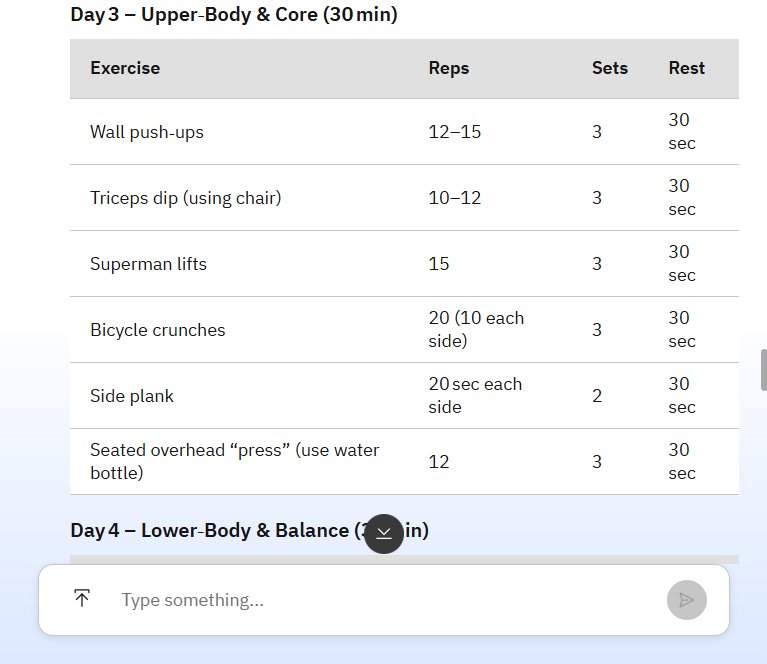 Day 3 – Upper-Body & Core (30 min)
Exercise Reps Sets Rest
Wall push-ups 12–15 3 30
sec
Triceps dip (using chair) 10–12 3 30
sec
Superman lifts 15 3 30
sec
Bicycle crunches 20 (10 each
side) 3 30
sec
Side plank 20 sec each
side 2 30
sec
Seated overhead “press” (use water
bottle) 12 3 30
sec
Day 4 – Lower-Body & Balance ( in)
Type something...